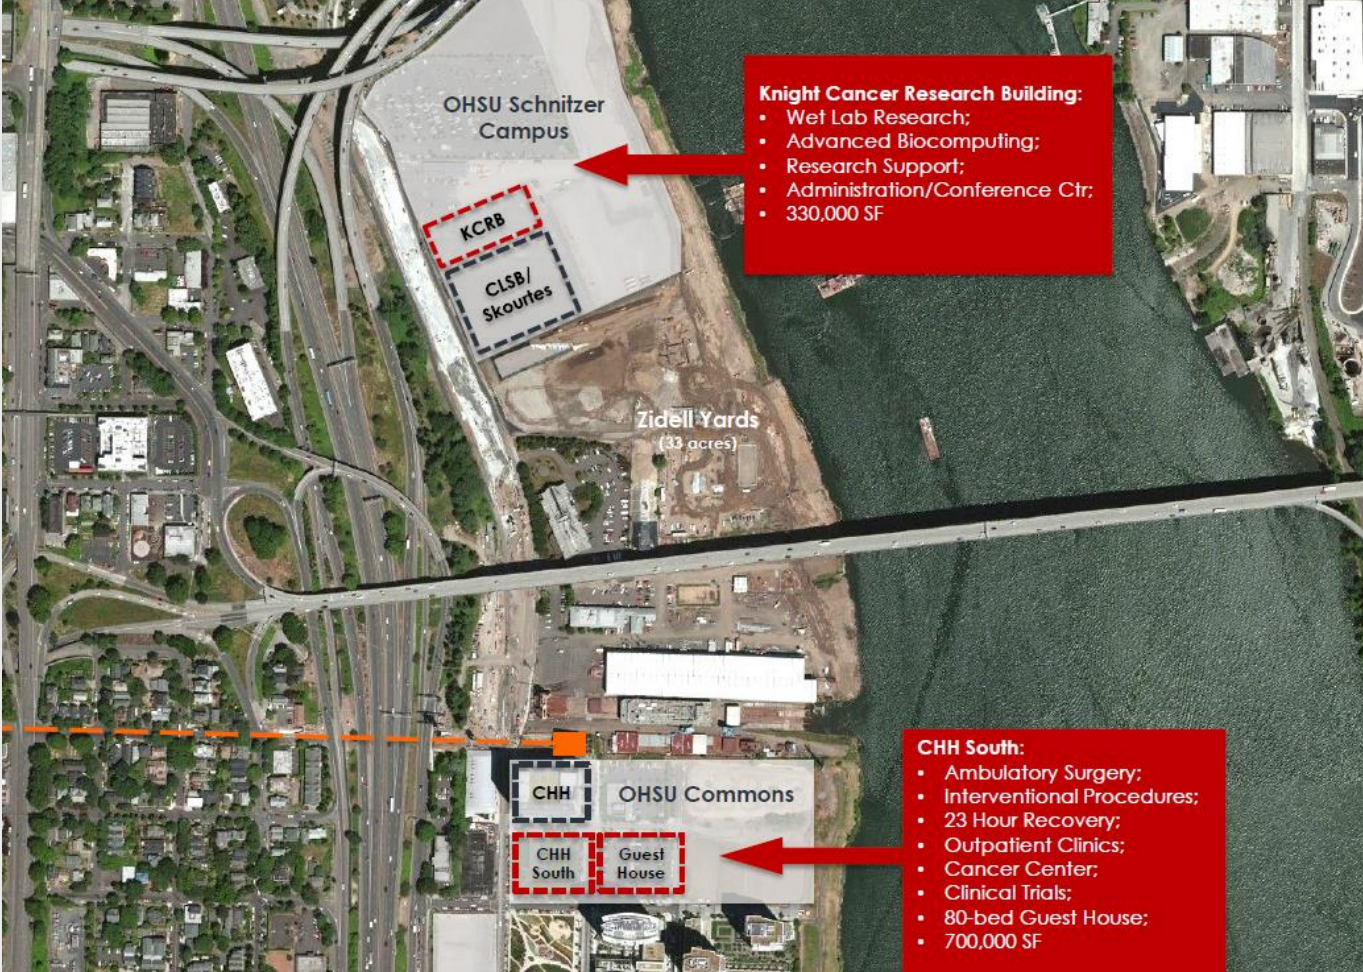 OHSU Schnitzer
Campus
Knight Cancer Research Building:
• Wet Lab Research;
• Advanced Biocomputing;
• Research Support;
• Administration/Conference Ctr;
• 330,000 SF
KCRB
CLSB/
Skourtes
Zidell Yards
(33 acres)
CHH
OHSU Commons
CHH
South
Guest
House
CHH South:
• Ambulatory Surgery;
• Interventional Procedures;
• 23 Hour Recovery;
• Outpatient Clinics;
• Cancer Center;
• Clinical Trials;
• 80-bed Guest House;
• 700,000 SF